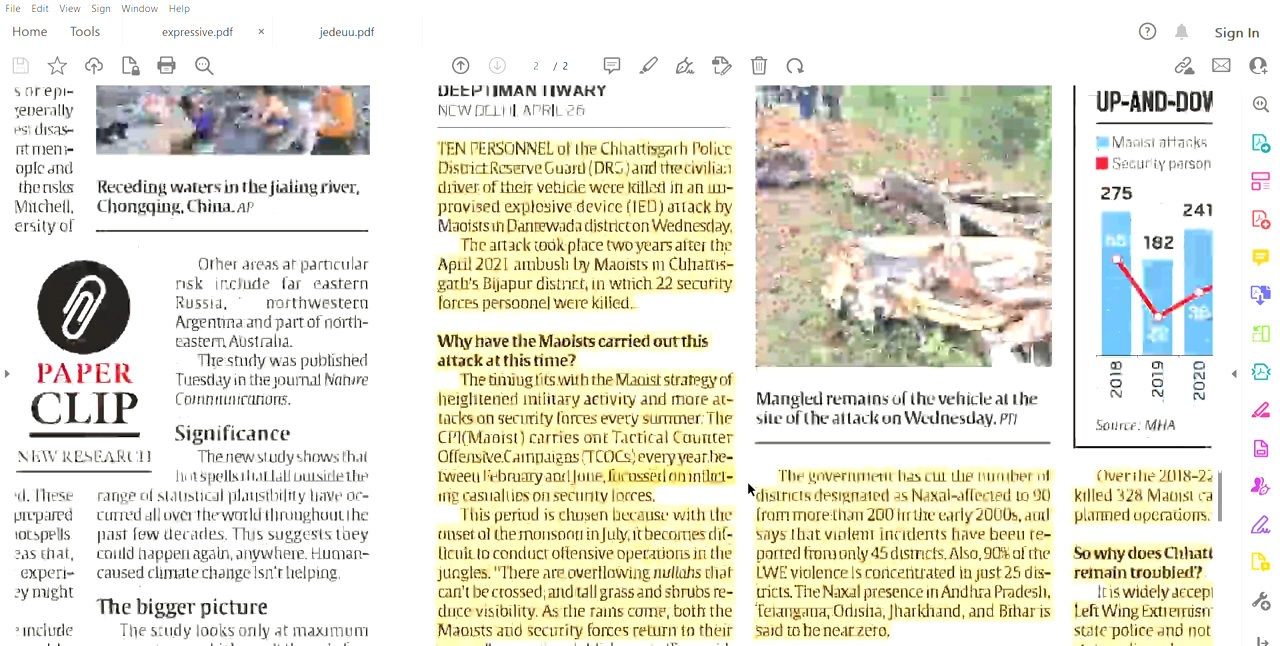 File Edit View Sign Window Help
Home Tools expressive.pdf × jedeuu.pdf
? Sign In
2 / 2
generally
est disas-
ople and
the risks
Mitchell,
ersity of
Receding waters in the Jialing river,
Chongqing, China. AP
PAPER
CLIP
NEW RESEARCH
Other areas at particular
risk include far eastern
Russia, northwestern
Argentina and part of north-
eastern Australia.
The study was published
Tuesday in the journal Nature
Communications.
Significance
The new study shows that
hot spells that fall outside the
d. These
prepared
hot spells
eas that,
experi-
ey might
include
range of statistical plausibility have oc-
curred all over the world throughout the
past few decades. This suggests they
could happen again, anywhere. Human-
caused climate change isn't helping.
The bigger picture
The study looks only at maximum
DEEPTIMAN TIWARY
NEW DELHI, APRIL 26
TEN PERSONNEL of the Chhattisgarh Police
District Reserve Guard (DRG) and the civilian
driver of their vehicle were killed in an im-
provised explosive device (IED) attack by
Maoists in Dantewada district on Wednesday.
The attack took place two years after the
April 2021 ambush by Maoists in Chhattis-
garh's Bijapur district, in which 22 security
forces personnel were killed.
Why have the Maoists carried out this
attack at this time?
The timing fits with the Maoist strategy of
heightened military activity and more at-
tacks on security forces every summer. The
CPI(Maoist) carries out Tactical Counter
Offensive Campaigns (TCOCs) every year be-
tween February and June, focussed on inflict-
ing casualties on security forces.
This period is chosen because with the
onset of the monsoon in July, it becomes dif-
ficult to conduct offensive operations in the
jungles. "There are overflowing nullahs that
can't be crossed, and tall grass and shrubs re-
duce visibility. As the rains come, both the
Maoists and security forces return to their
Mangled remains of the vehicle at the
site of the attack on Wednesday. PTI
The government has cut the number of
districts designated as Naxal-affected to 90
from more than 200 in the early 2000s, and
says that violent incidents have been re-
ported from only 45 districts. Also, 90% of the
LWE violence is concentrated in just 25 dis-
tricts. The Naxal presence in Andhra Pradesh,
Telangana, Odisha, Jharkhand, and Bihar is
said to be near zero.
UP-AND-DOW
Maoist attacks
Security person
275
182
241
2018
2019
2020
Source: MHA
Over the 2018-22
killed 328 Maoist ca
planned operations.
So why does Chhatt
remain troubled?
It is widely accept
Left Wing Extremism
state police and not